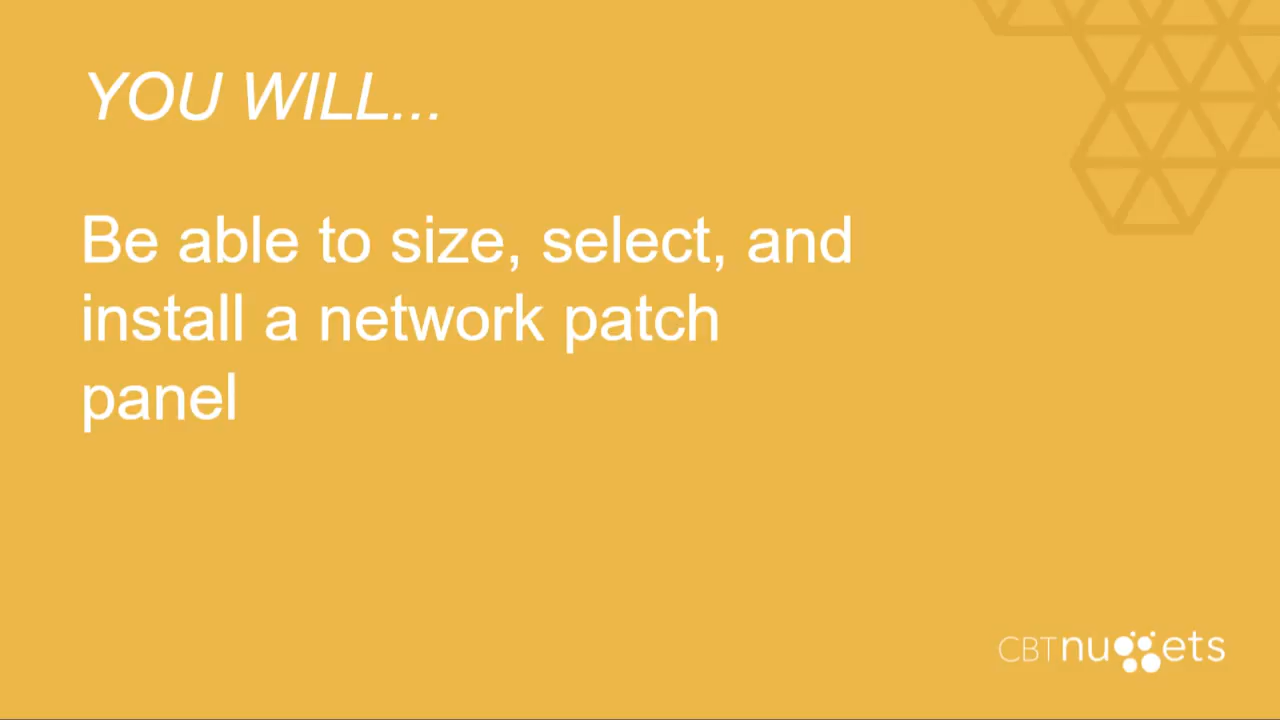 YOU WILL...
Be able to size, select, and
install a network patch
panel
CBTnuggets